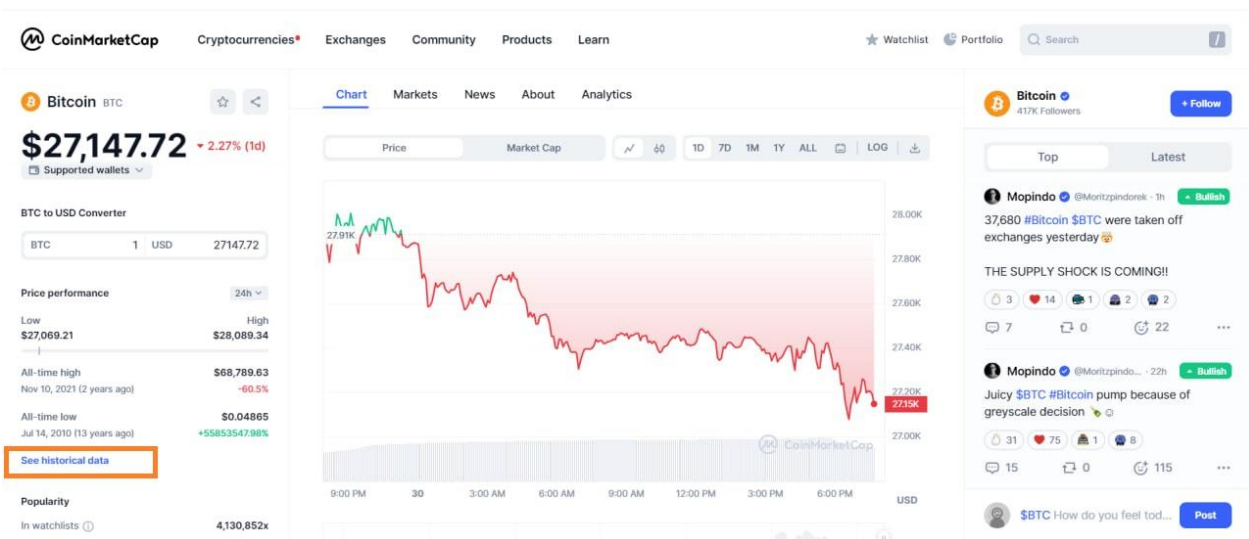 CoinMarketCap
Cryptocurrencies Exchanges Community Products Learn
Watchlist Portfolio Search /
Bitcoin BTC
$27,147.72 2.27% (1d)
Supported wallets
BTC to USD Converter
BTC 1 USD 27147.72
Price performance 24h
Low High
$27,069.21 $28,089.34
All-time high $68,789.63
Nov 10, 2021 (2 years ago) -60.5%
All-time low $0.04865
Jul 14, 2010 (13 years ago) +55853547.98%
See historical data
Popularity
In watchlists 4,130,852x
Chart Markets News About Analytics
Price Market Cap 1D 7D 1M 1Y ALL LOG
28.00K
27.91K
27.80K
27.60K
27.40K
27.20K
27.15K
27.00K
CoinMarketCap
9:00 PM 30 3:00 AM 6:00 AM 9:00 AM 12:00 PM 3:00 PM 6:00 PM USD
Bitcoin
417K Followers
+ Follow
Top Latest
Mopindo @Moritzpindorek · 1h Bullish
37,680 #Bitcoin $BTC were taken off
exchanges yesterday🤯
THE SUPPLY SHOCK IS COMING!!
3 14 1 2 2
7 0 22 ...
Mopindo @Moritzpindo... · 22h Bullish
Juicy $BTC #Bitcoin pump because of
greyscale decision
31 75 1 8
15 0 115 ...
$BTC How do you feel tod... Post